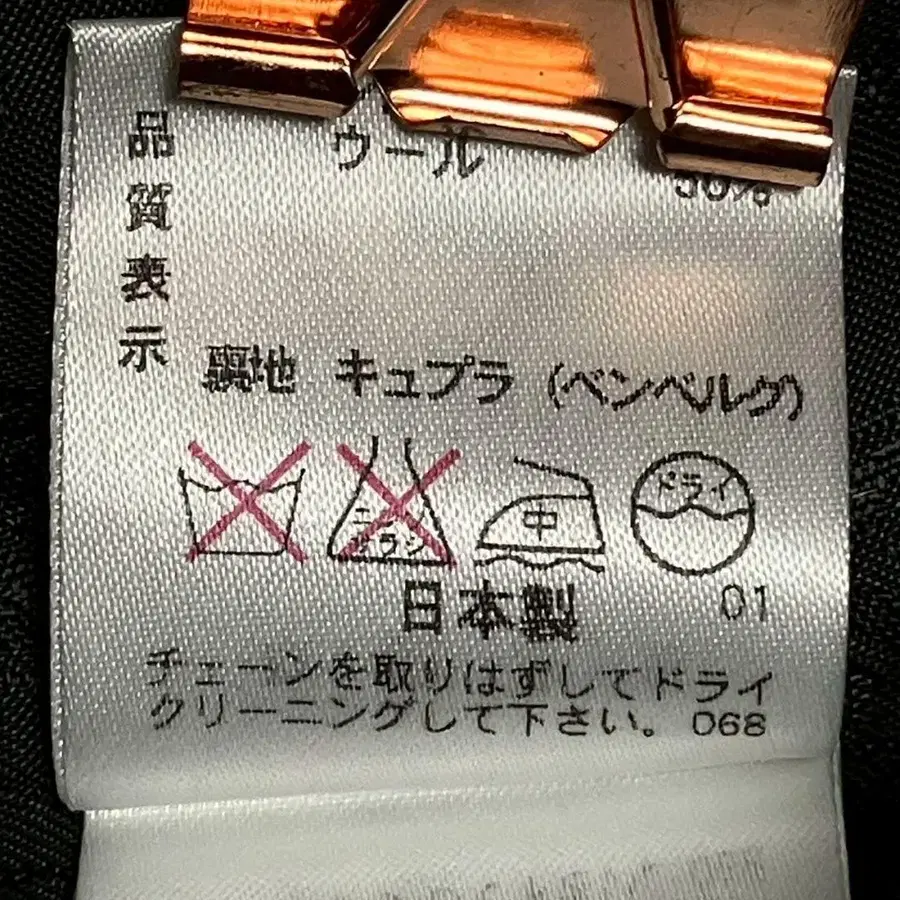 品質表示
ウール
裏地 キュプラ (ベンベルグ)
中
ドライ
日本製 01
チェーンを取りはずしてドライ
クリーニングして下さい。068